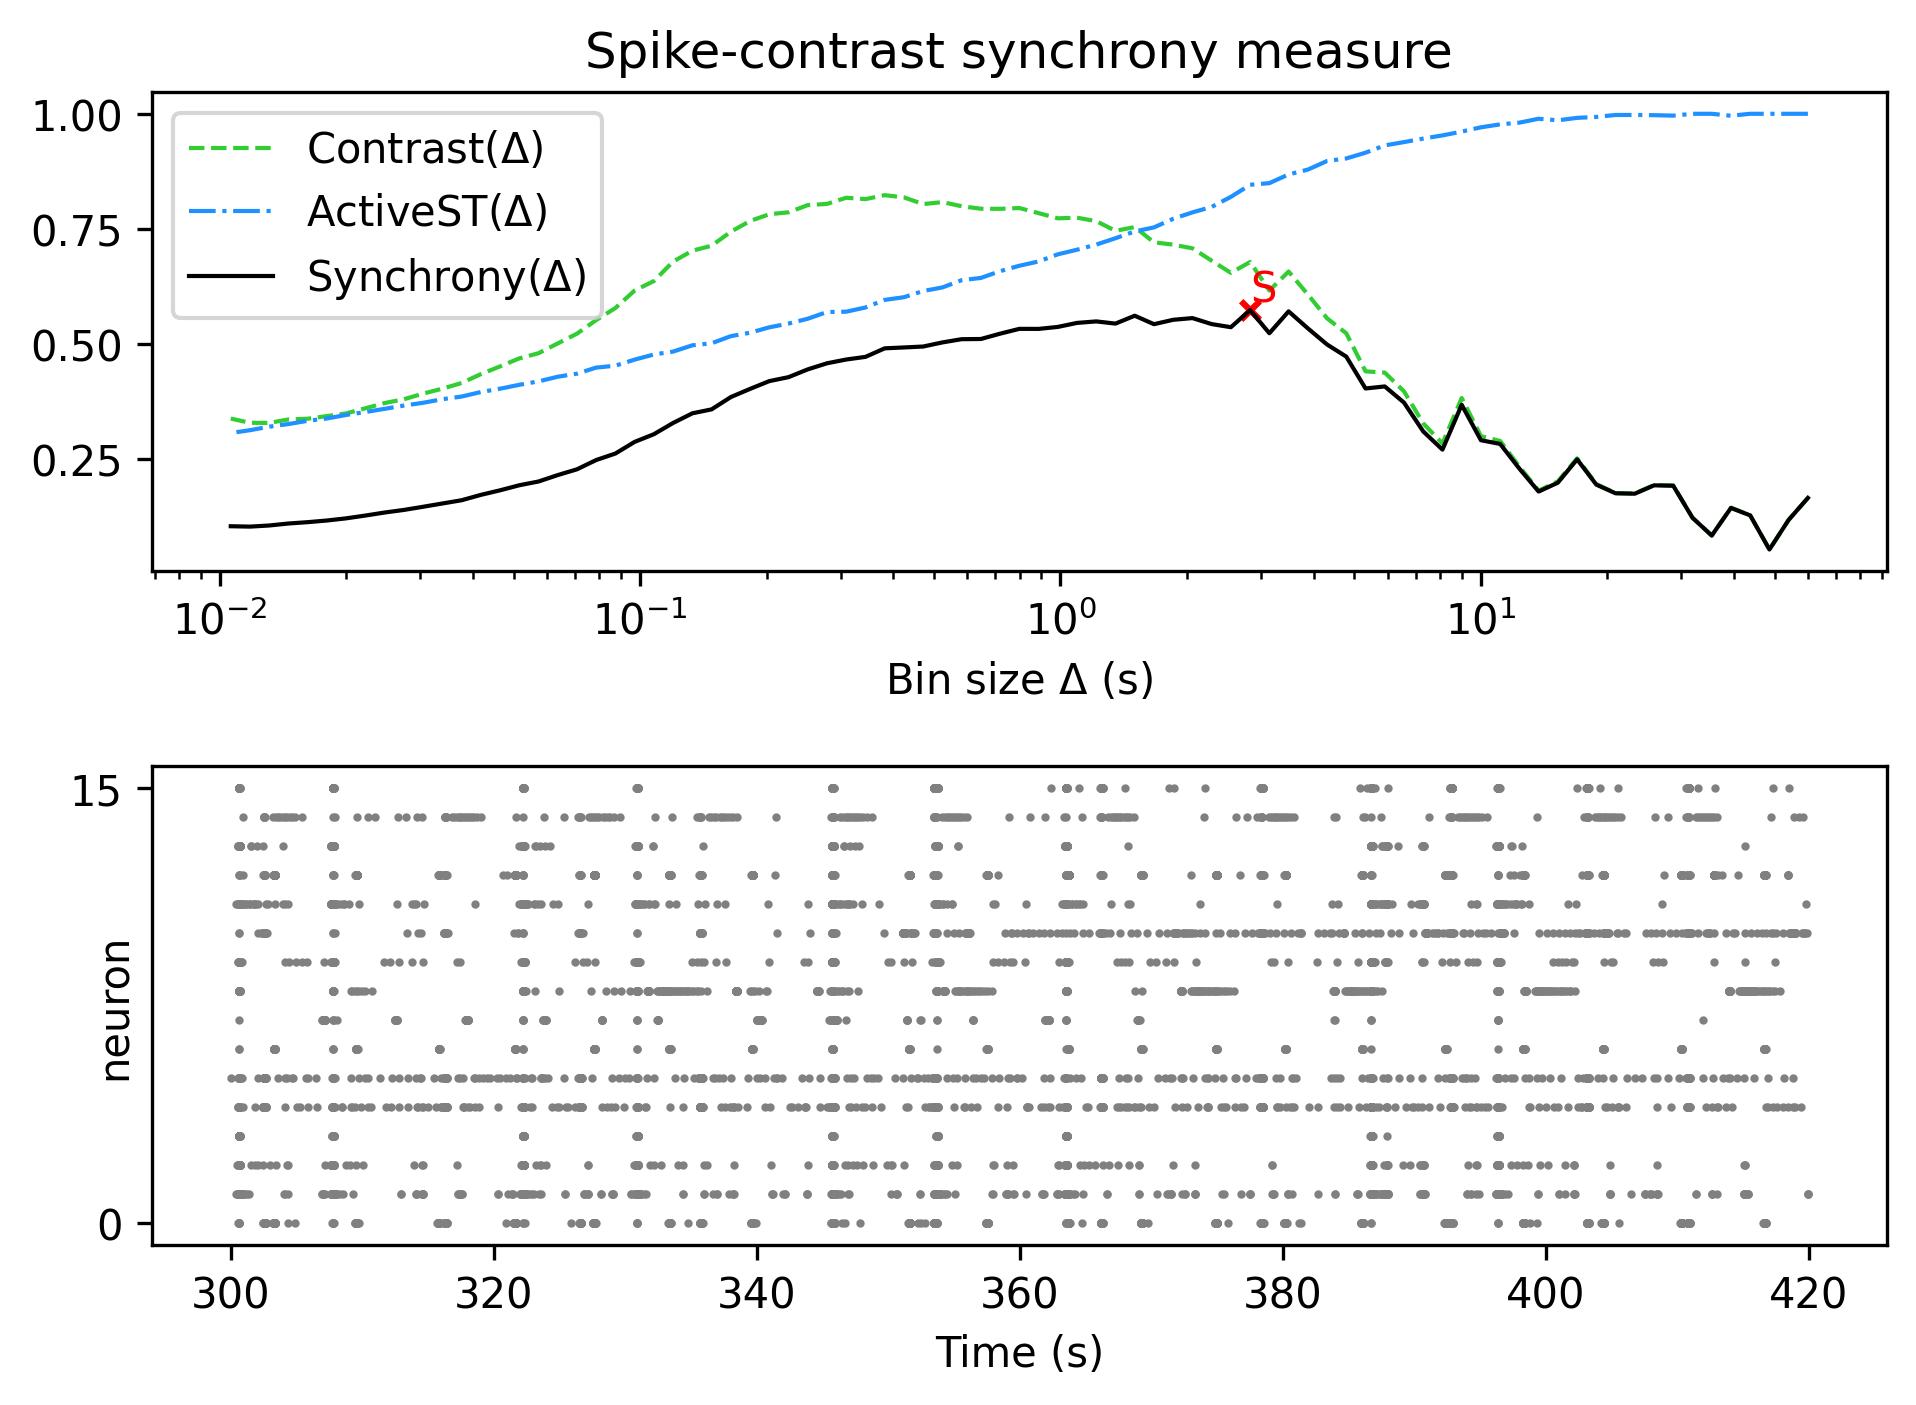 Spike-contrast synchrony measure
1.00
0.75
0.50
0.25
Contrast(Δ)
ActiveST(Δ)
Synchrony(Δ)
S
10⁻² 10⁻¹ 10⁰ 10¹
Bin size Δ (s)
15
0
neuron
300 320 340 360 380 400 420
Time (s)